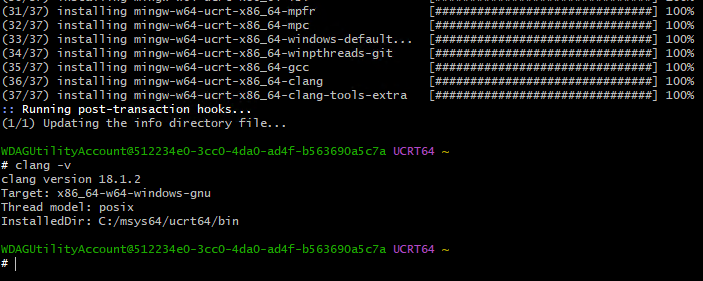 (31/37) installing mingw-w64-ucrt-x86_64-mpfr [##############################] 100%
(32/37) installing mingw-w64-ucrt-x86_64-mpc [##############################] 100%
(33/37) installing mingw-w64-ucrt-x86_64-windows-default... [##############################] 100%
(34/37) installing mingw-w64-ucrt-x86_64-winpthreads-git [##############################] 100%
(35/37) installing mingw-w64-ucrt-x86_64-gcc [##############################] 100%
(36/37) installing mingw-w64-ucrt-x86_64-clang [##############################] 100%
(37/37) installing mingw-w64-ucrt-x86_64-clang-tools-extra [##############################] 100%
:: Running post-transaction hooks...
(1/1) Updating the info directory file...
WDAGUtilityAccount@512234e0-3cc0-4da0-ad4f-b563690a5c7a UCRT64 ~
# clang -v
clang version 18.1.2
Target: x86_64-w64-windows-gnu
Thread model: posix
InstalledDir: C:/msys64/ucrt64/bin
WDAGUtilityAccount@512234e0-3cc0-4da0-ad4f-b563690a5c7a UCRT64 ~
#